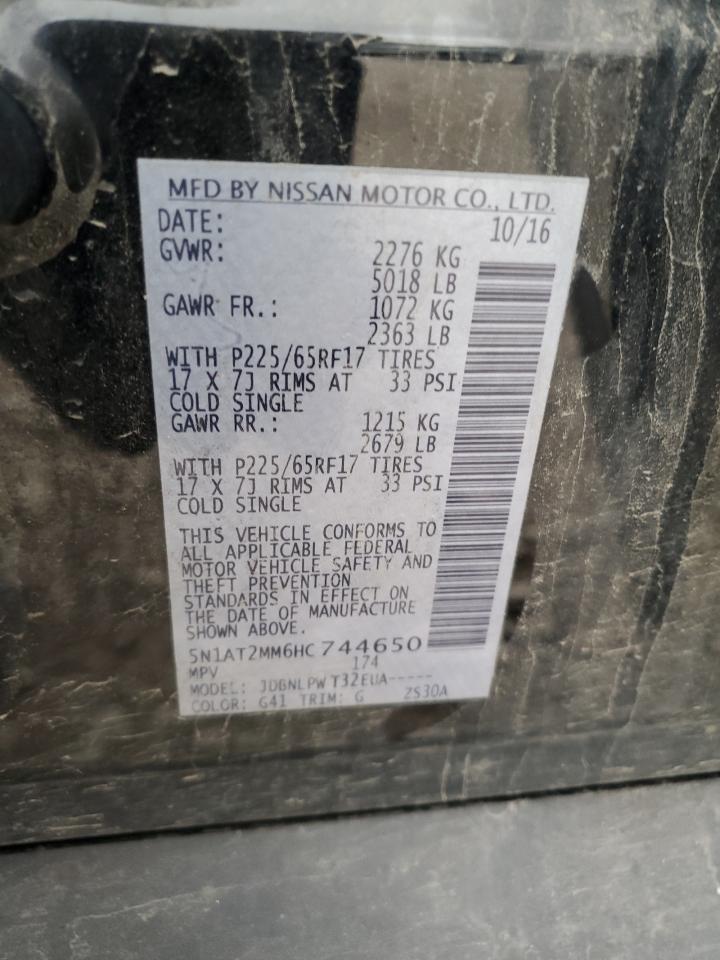 MFD BY NISSAN MOTOR CO., LTD.
DATE: 10/16
GVWR: 2276 KG
5018 LB
GAWR FR.: 1072 KG
2363 LB
WITH P225/65RF17 TIRES
17 X 7J RIMS AT 33 PSI
COLD SINGLE
GAWR RR.: 1215 KG
2679 LB
WITH P225/65RF17 TIRES
17 X 7J RIMS AT 33 PSI
COLD SINGLE
THIS VEHICLE CONFORMS TO
ALL APPLICABLE FEDERAL
MOTOR VEHICLE SAFETY AND
THEFT PREVENTION
STANDARDS IN EFFECT ON
THE DATE OF MANUFACTURE
SHOWN ABOVE.
5N1AT2MM6HC744650
MPV 174
MODEL: JDBNLPWT32EUA-----
COLOR: G41 TRIM: G ZS30A